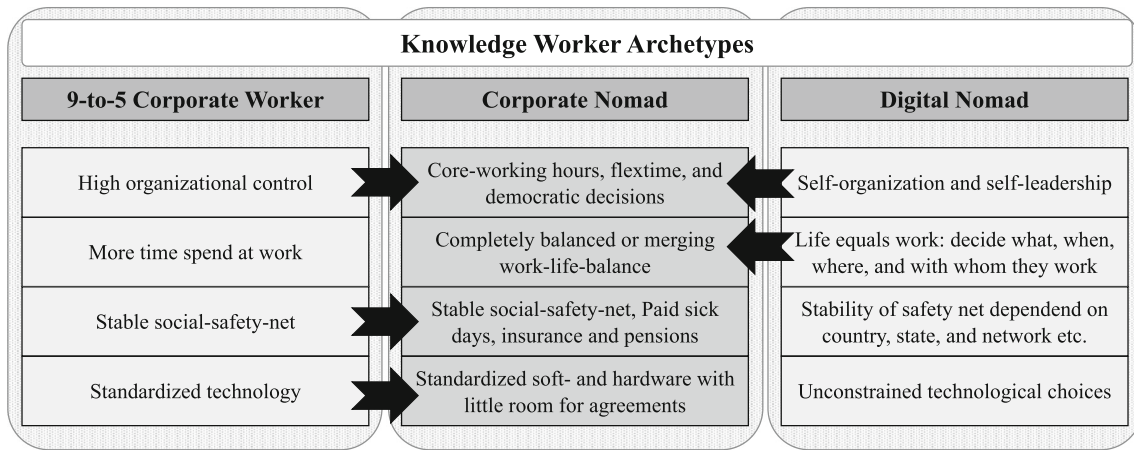 Knowledge Worker Archetypes
9-to-5 Corporate Worker
Corporate Nomad
Digital Nomad
High organizational control
Core-working hours, flextime, and
democratic decisions
Self-organization and self-leadership
More time spend at work
Completely balanced or merging
work-life-balance
Life equals work: decide what, when,
where, and with whom they work
Stable social-safety-net
Stable social-safety-net, Paid sick
days, insurance and pensions
Stability of safety net dependend on
country, state, and network etc.
Standardized technology
Standardized soft- and hardware with
little room for agreements
Unconstrained technological choices